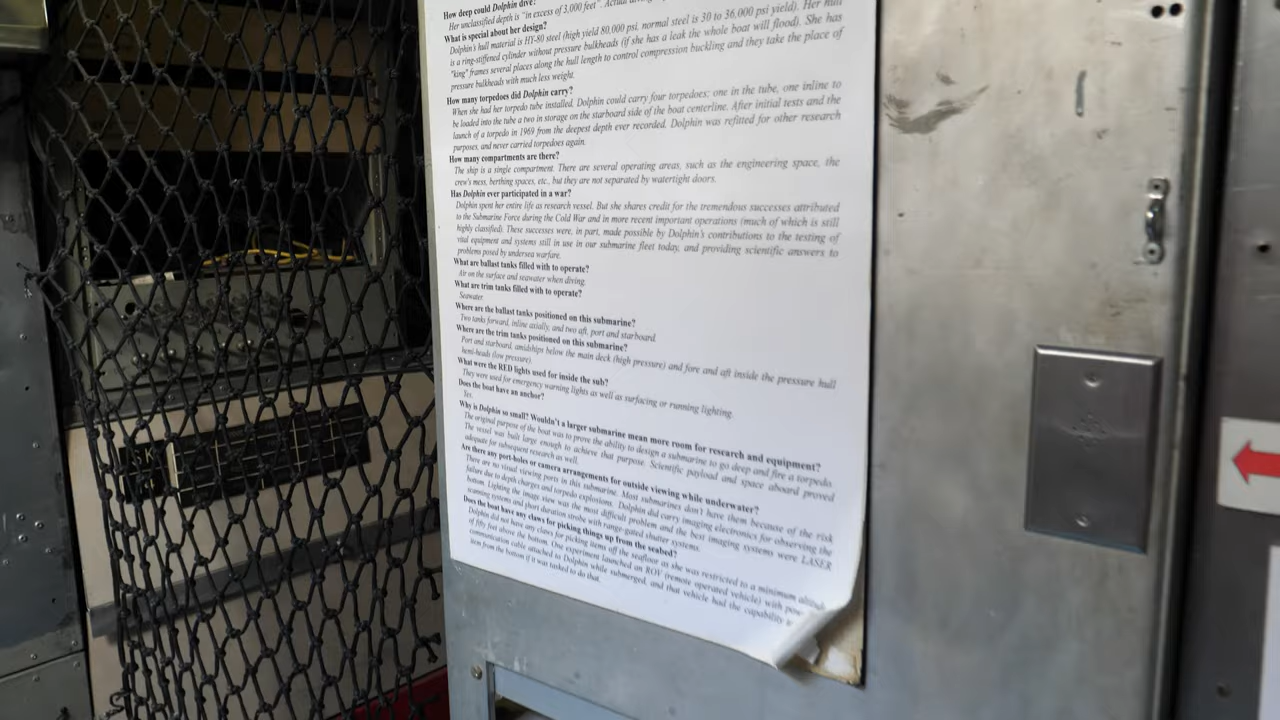 How deep could Dolphin dive?
Her unclassified depth is "in excess of 3,000 feet". Actual
What is special about her design? Her hull
Dolphin's hull material is HY-80 steel (high yield 80,000 psi, normal steel is 30 to 36,000 psi yield).
is a ring-stiffened cylinder without pressure bulkheads (if she has a leak the whole boat will flood). She has
"king" frames several places along the hull length to control compression buckling and they take the place of
pressure bulkheads with much less weight.
How many torpedoes did Dolphin carry?
When she had her torpedo tube installed, Dolphin could carry four torpedoes; one in the tube, one inline to
be loaded into the tube a two in storage on the starboard side of the boat centerline. After initial tests and the
launch of a torpedo in 1969 from the deepest depth ever recorded, Dolphin was refitted for other research
purposes, and never carried torpedoes again.
How many compartments are there?
The ship is a single compartment. There are several operating areas, such as the engineering space, the
crew's mess, berthing spaces, etc., but they are not separated by watertight doors.
Has Dolphin ever participated in a war?
Dolphin spent her entire life as research vessel. But she shares credit for the tremendous successes attributed
to the Submarine Force during the Cold War and in more recent important operations (much of which is still
highly classified). These successes were, in part, made possible by Dolphin's contributions to the testing of
vital equipment and systems still in use in our submarine fleet today, and providing scientific answers to
problems posed by undersea warfare.
What are ballast tanks filled with to operate?
Air on the surface and seawater when diving.
What are trim tanks filled with to operate?
Seawater
Where are the ballast tanks positioned on this submarine?
Two tanks forward, inline axially, and two aft, port and starboard.
Where are the trim tanks positioned on this submarine?
Port and starboard, amidships below the main deck (high pressure) and fore and aft inside the pressure hull
hemi-heads (low pressure).
What were the RED lights used for inside the sub?
They were used for emergency warning lights as well as surfacing or running lighting.
Does the boat have an anchor?
Yes.
Why is Dolphin so small? Wouldn't a larger submarine mean more room for research and equipment?
The original purpose of the boat was to prove the ability to design a submarine to go deep and fire a torpedo.
The vessel was built large enough to achieve that purpose. Scientific payload and space aboard proved
adequate for subsequent research as well.
Are there any port-holes or camera arrangements for outside viewing while underwater?
There are no visual viewing ports in this submarine. Most submarines don't have them because of the risk
failure due to depth charges and torpedo explosions. Dolphin did carry imaging electronics for observing the
bottom. Lighting the image view was the most difficult problem and the best imaging systems were LASER
scanning systems and short duration strobe with range-gated shutter systems.
Does the boat have any claws for picking things up from the seabed?
Dolphin did not have any claws for picking items off the seafloor as she was restricted to a minimum altitude
of fifty feet above the bottom. One experiment launched an ROV (remote operated vehicle) with
communication cable attached to Dolphin while submerged, and that vehicle had the capability
item from the bottom if it was tasked to do that.